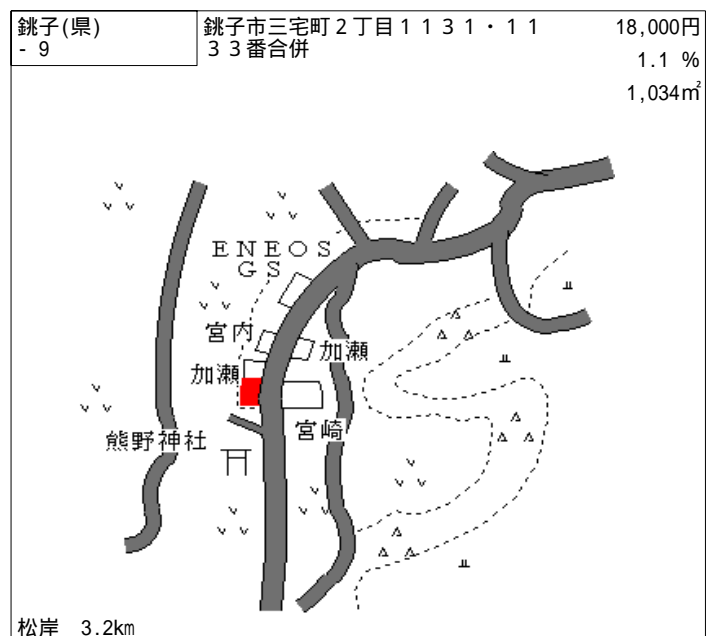 銚子(県)
- 9
銚子市三宅町２丁目１１３１・１１
３３番合併
18,000円
1.1 %
1,034㎡
ＥＮＥＯＳ
ＧＳ
宮内
加瀬
加瀬
宮崎
熊野神社
松岸 3.2㎞